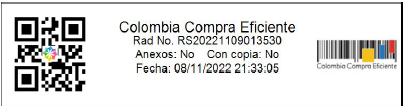 Colombia Compra Eficiente
Rad No. RS20221109013530
Anexos: No Con copia: No
Fecha: 08/11/2022 21:33:05
Colombia Compra Eficiente